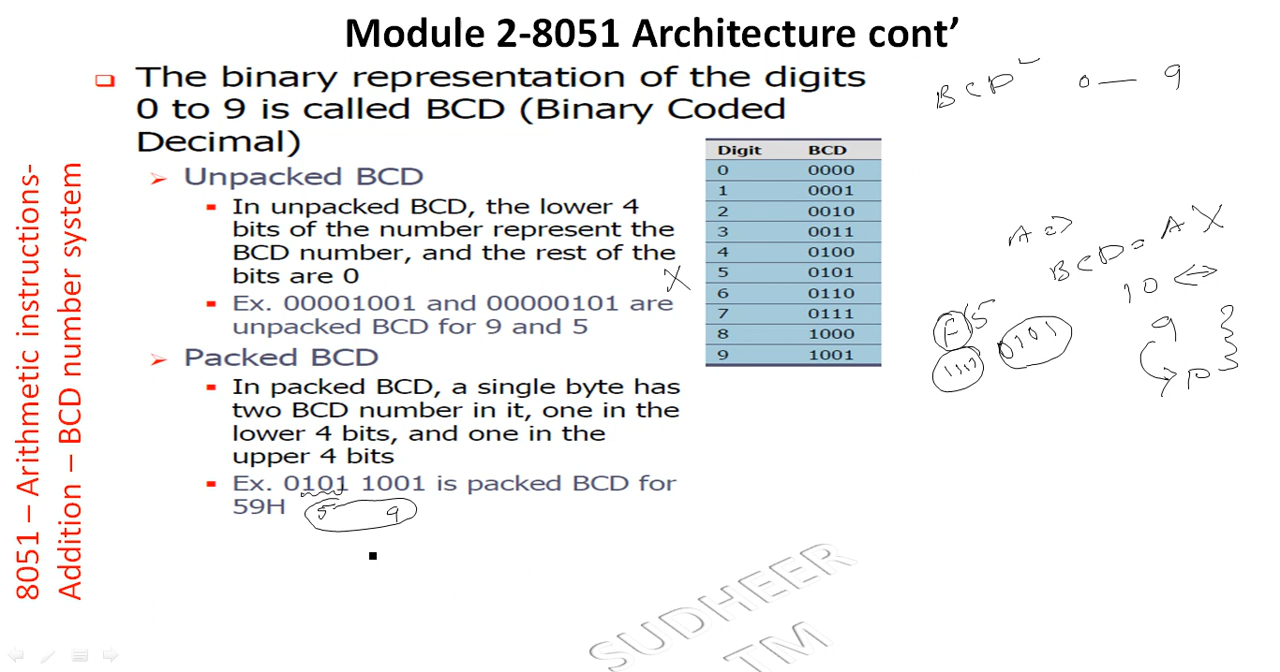 Module 2-8051 Architecture cont’
8051 – Arithmetic instructions-
Addition – BCD number system
❑ The binary representation of the digits
0 to 9 is called BCD (Binary Coded
Decimal)
➢ Unpacked BCD
▪ In unpacked BCD, the lower 4
bits of the number represent the
BCD number, and the rest of the
bits are 0
▪ Ex. 00001001 and 00000101 are
unpacked BCD for 9 and 5
➢ Packed BCD
▪ In packed BCD, a single byte has
two BCD number in it, one in the
lower 4 bits, and one in the
upper 4 bits
▪ Ex. 0101 1001 is packed BCD for
59H
5 9
Digit BCD
0 0000
1 0001
2 0010
3 0011
4 0100
5 0101
6 0110
7 0111
8 1000
9 1001
BCD 0 — 9
A =>
BCD = A X
10 <=>
F 5
1111 0101
9
SUDHEER
TM